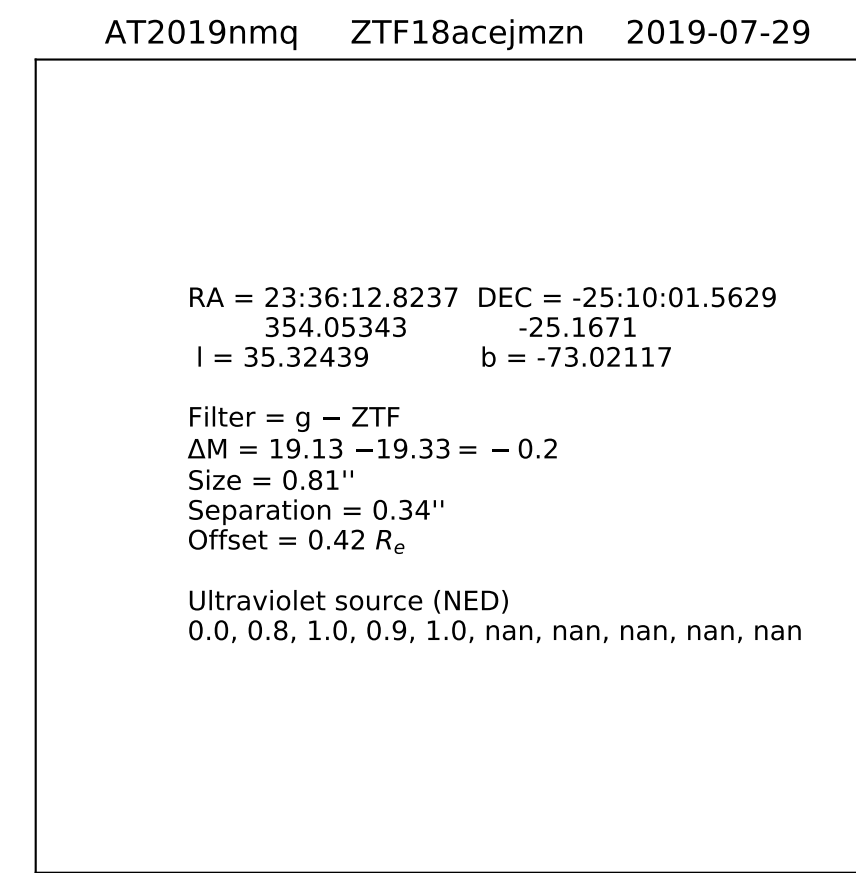 AT2019nmq ZTF18acejmzn 2019-07-29
RA = 23:36:12.8237 DEC = -25:10:01.5629
354.05343 -25.1671
l = 35.32439 b = -73.02117
Filter = g − ZTF
ΔM = 19.13 −19.33 = − 0.2
Size = 0.81''
Separation = 0.34''
Offset = 0.42 Re
Ultraviolet source (NED)
0.0, 0.8, 1.0, 0.9, 1.0, nan, nan, nan, nan, nan